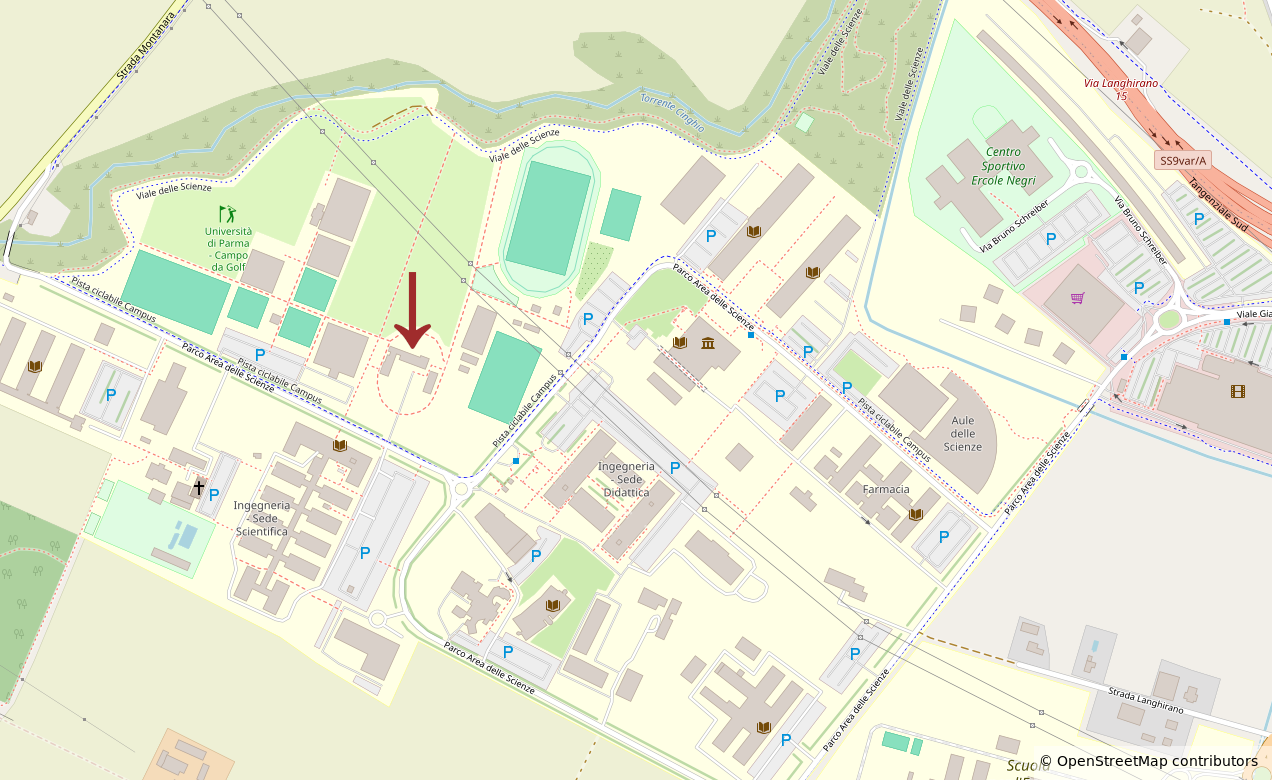 Strada Montanara
Viale delle Scienze
Viale delle Scienze
Via Langhirano
15
Torrente Cinghio
Viale delle Scienze
SS9var/A
Centro
Sportivo
Ercole Negri
Viale delle Scienze
Tangenziale Sud
Università
di Parma
- Campo
da Golf
Via Bruno Schreiber
Via Bruno Schreiber
P
P
P
P
Pista ciclabile Campus
Parco Area delle Scienze
P
Viale Gia
Parco Area delle Scienze
Pista ciclabile Campus
P
P
P
P
P
Pista ciclabile Campus
Pista ciclabile Campus
Aule
delle
Scienze
Ingegneria
- Sede
Didattica
P
Parco Area delle Scienze
P
Farmacia
Ingegneria
- Sede
Scientifica
P
P
P
P
P
Parco Area delle Scienze
P
Parco Area delle Scienze
Strada Langhirano
P
Scuola
© OpenStreetMap contributors